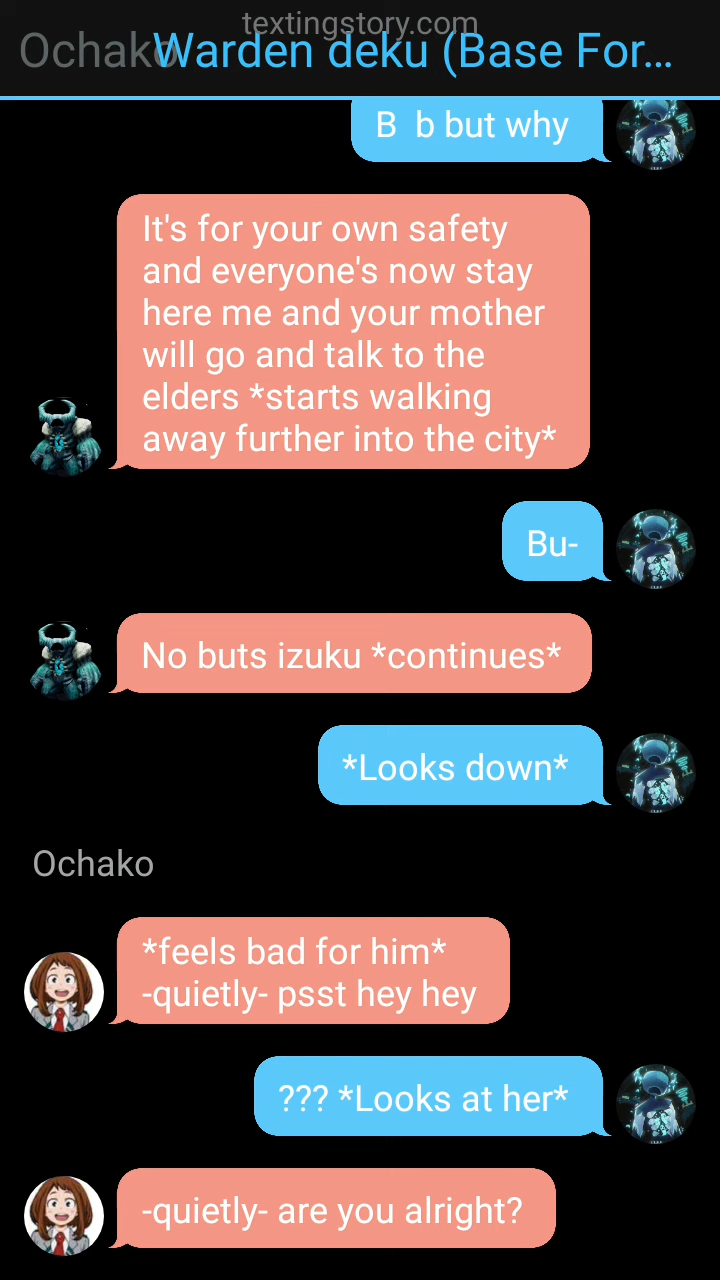 textingstory.com
Ochako
Warden deku (Base For...
B  b but why
It's for your own safety
and everyone's now stay
here me and your mother
will go and talk to the
elders *starts walking
away further into the city*
Bu-
No buts izuku *continues*
*Looks down*
Ochako
*feels bad for him*
-quietly- psst hey hey
??? *Looks at her*
-quietly- are you alright?